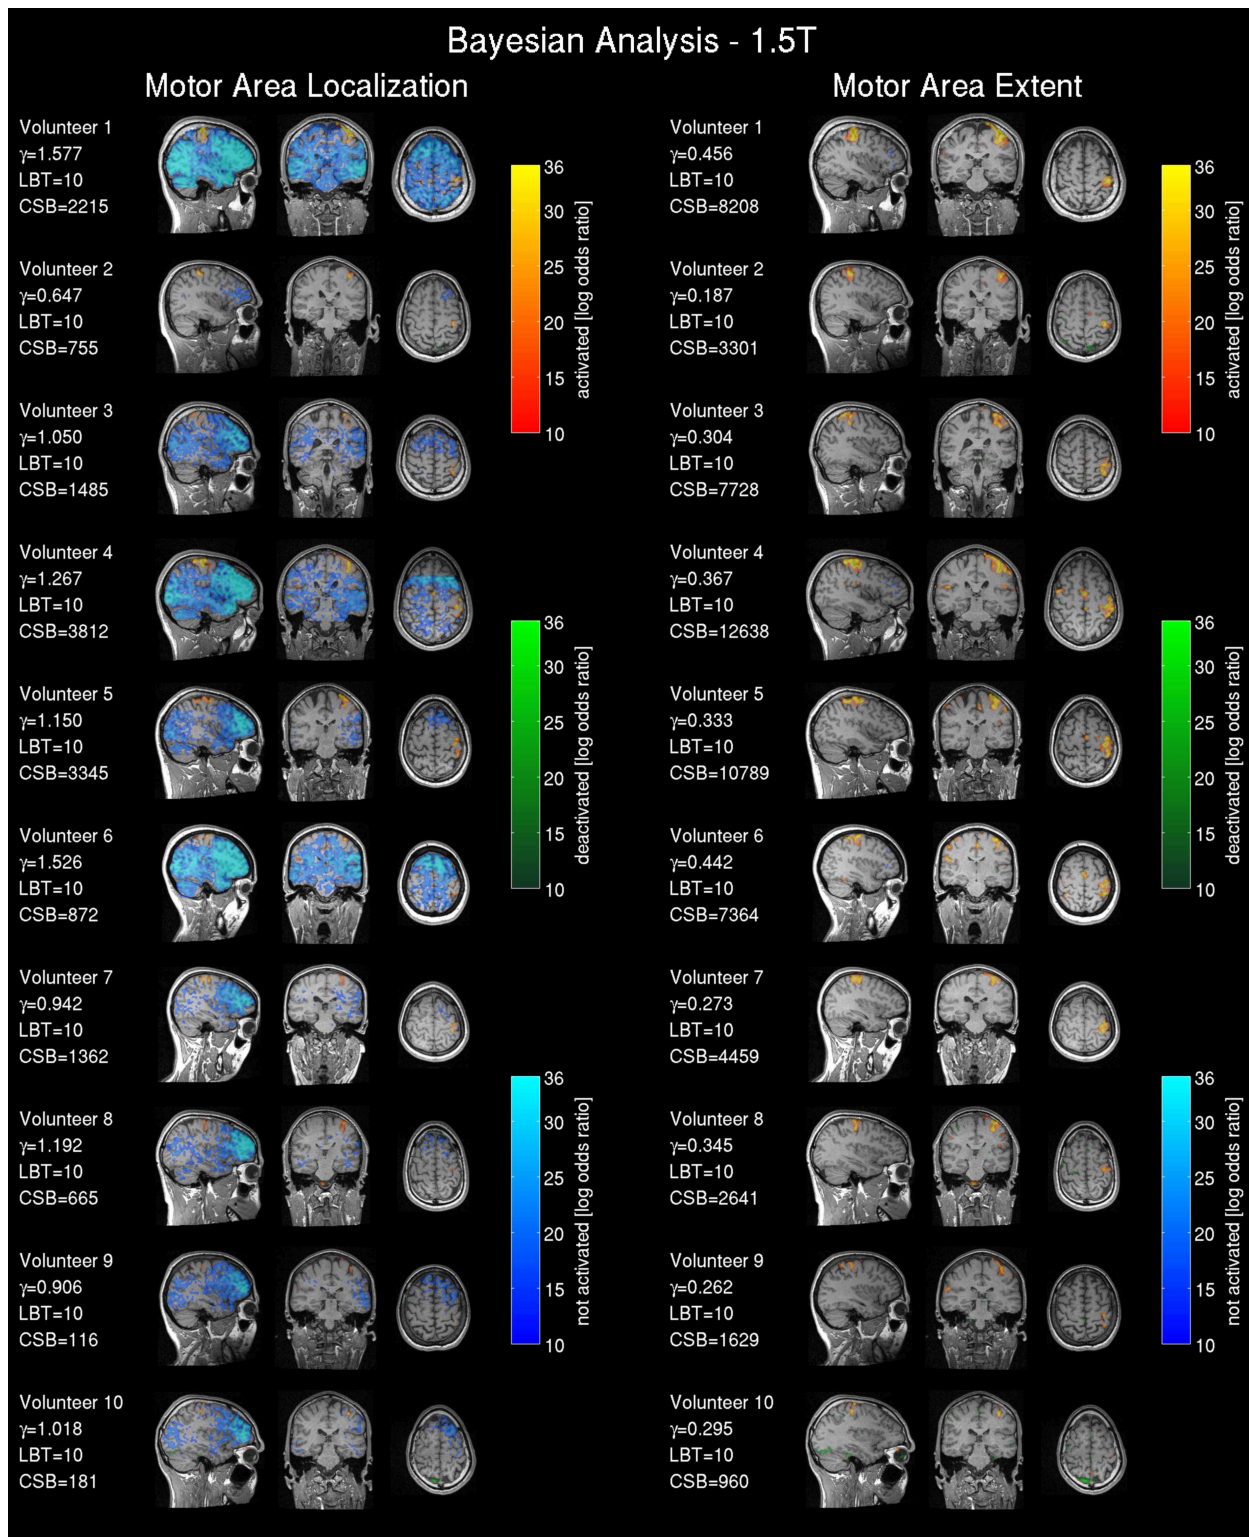 Bayesian Analysis - 1.5T
Motor Area Localization
Volunteer 1
γ=1.577
LBT=10
CSB=2215
Volunteer 2
γ=0.647
LBT=10
CSB=755
Volunteer 3
γ=1.050
LBT=10
CSB=1485
Volunteer 4
γ=1.267
LBT=10
CSB=3812
Volunteer 5
γ=1.150
LBT=10
CSB=3345
Volunteer 6
γ=1.526
LBT=10
CSB=872
Volunteer 7
γ=0.942
LBT=10
CSB=1362
Volunteer 8
γ=1.192
LBT=10
CSB=665
Volunteer 9
γ=0.906
LBT=10
CSB=116
Volunteer 10
γ=1.018
LBT=10
CSB=181
36
30
25
20
15
10
activated [log odds ratio]
36
30
25
20
15
10
deactivated [log odds ratio]
36
30
25
20
15
10
not activated [log odds ratio]
Motor Area Extent
Volunteer 1
γ=0.456
LBT=10
CSB=8208
Volunteer 2
γ=0.187
LBT=10
CSB=3301
Volunteer 3
γ=0.304
LBT=10
CSB=7728
Volunteer 4
γ=0.367
LBT=10
CSB=12638
Volunteer 5
γ=0.333
LBT=10
CSB=10789
Volunteer 6
γ=0.442
LBT=10
CSB=7364
Volunteer 7
γ=0.273
LBT=10
CSB=4459
Volunteer 8
γ=0.345
LBT=10
CSB=2641
Volunteer 9
γ=0.262
LBT=10
CSB=1629
Volunteer 10
γ=0.295
LBT=10
CSB=960
36
30
25
20
15
10
activated [log odds ratio]
36
30
25
20
15
10
deactivated [log odds ratio]
36
30
25
20
15
10
not activated [log odds ratio]